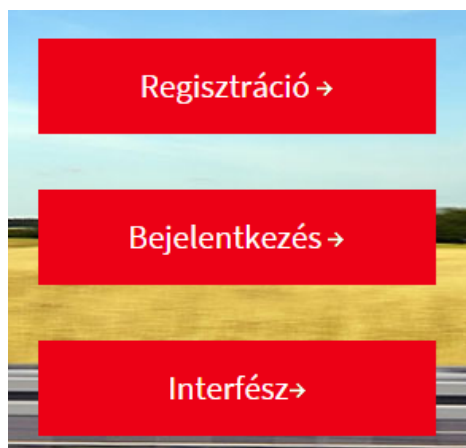 Regisztráció →
Bejelentkezés →
Interfész→